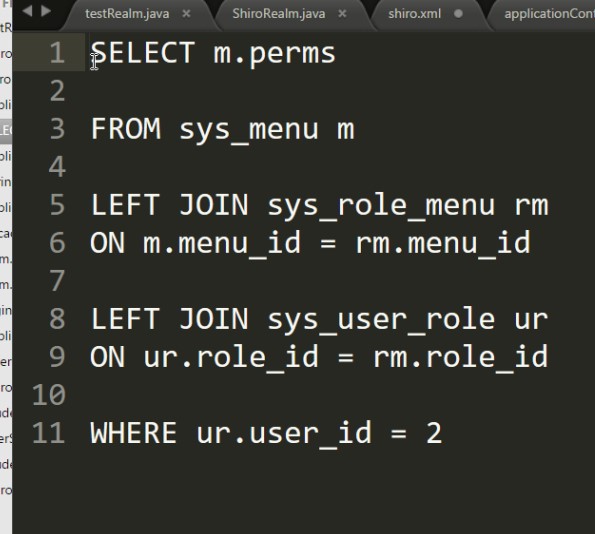 testRealm.java × ShiroRealm.java × shiro.xml applicationCont
1 SELECT m.perms
2
3 FROM sys_menu m
4
5 LEFT JOIN sys_role_menu rm
6 ON m.menu_id = rm.menu_id
7
8 LEFT JOIN sys_user_role ur
9 ON ur.role_id = rm.role_id
10
11 WHERE ur.user_id = 2